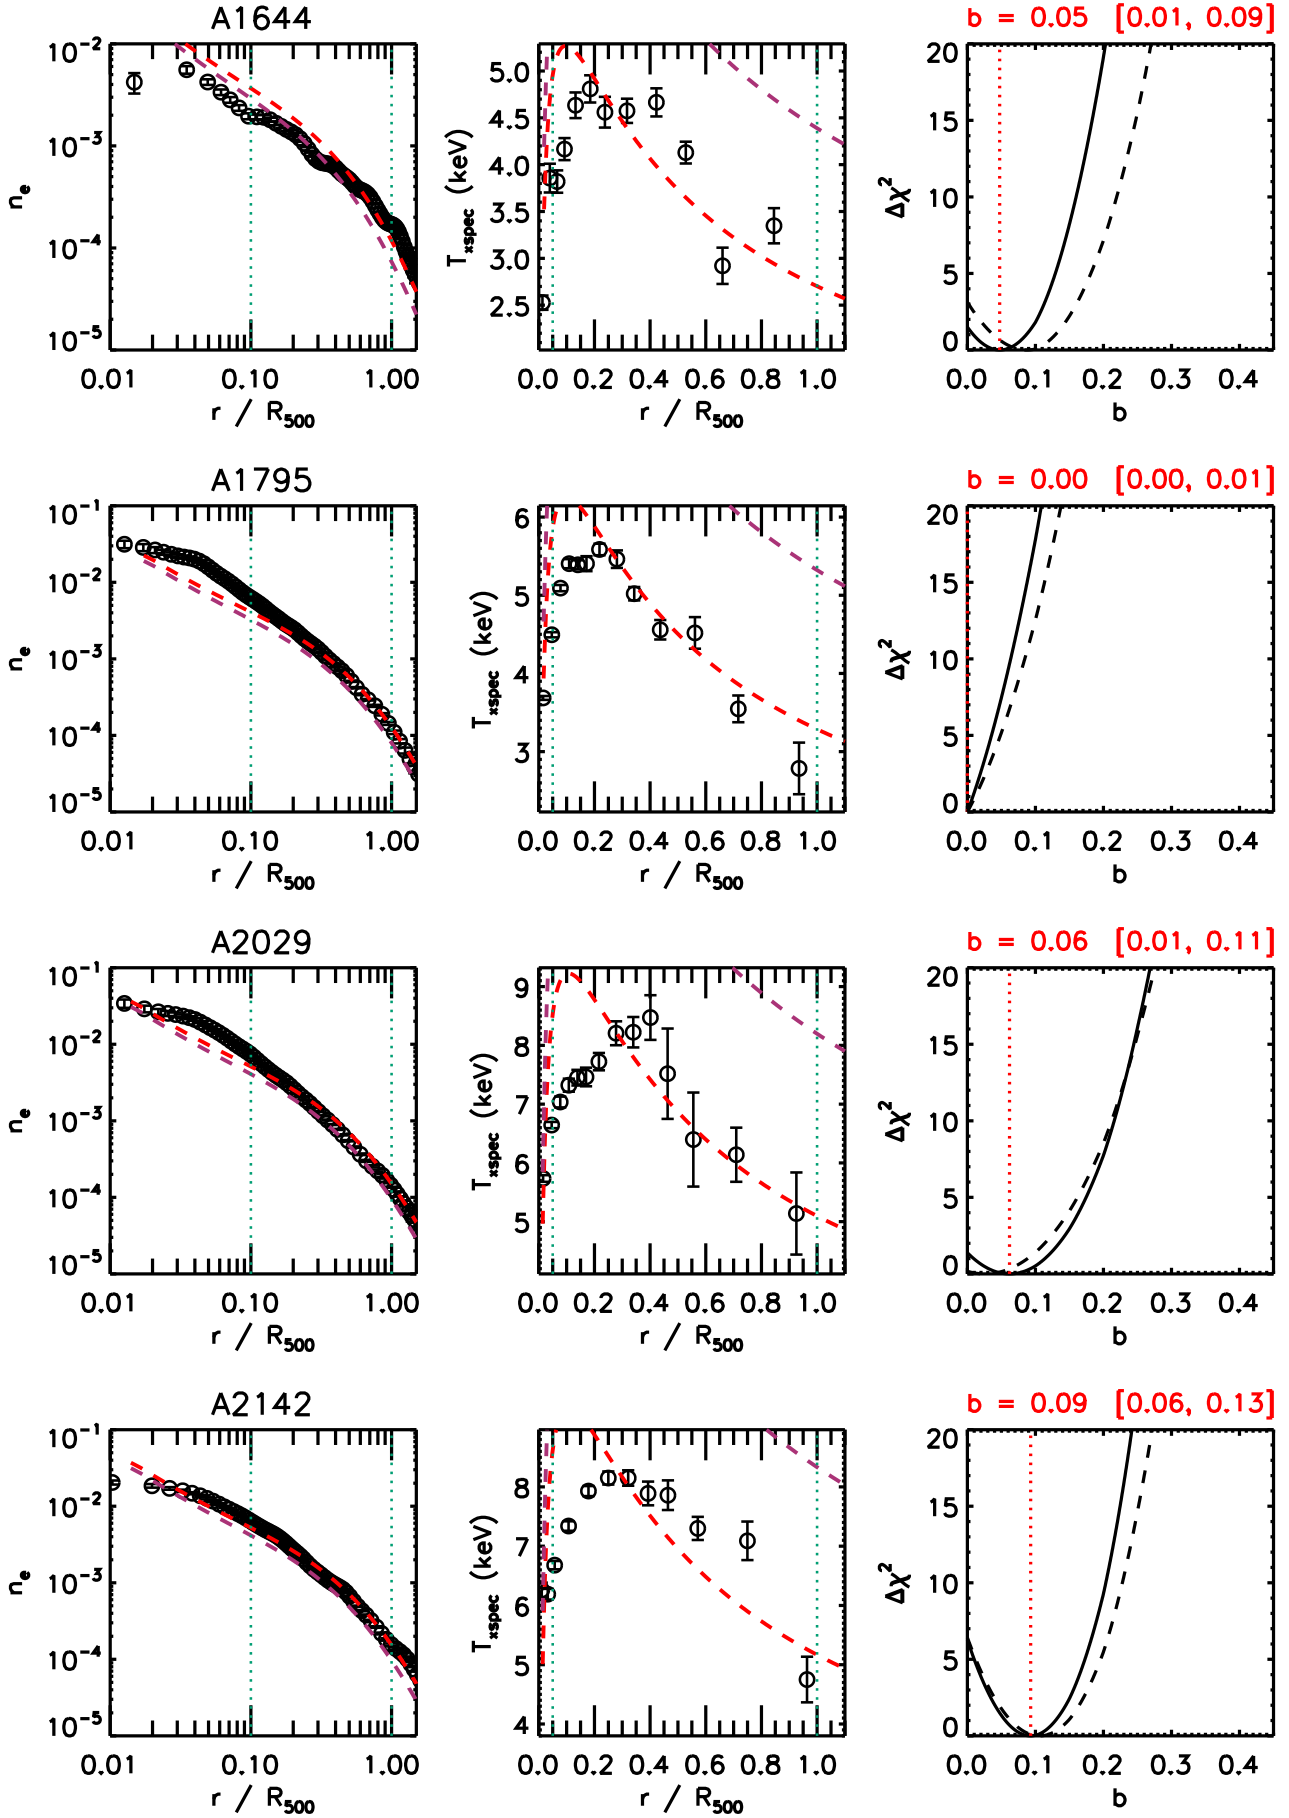 A1644
b = 0.05 [0.01, 0.09]
10⁻²
10⁻³
10⁻⁴
10⁻⁵
nₑ
0.01 0.10 1.00
r / R₅₀₀
5.0
4.5
4.0
3.5
3.0
2.5
Tₓₛₚₑc (keV)
0.0 0.2 0.4 0.6 0.8 1.0
r / R₅₀₀
20
15
10
5
0
Δχ²
0.0 0.1 0.2 0.3 0.4
b
A1795
b = 0.00 [0.00, 0.01]
10⁻¹
10⁻²
10⁻³
10⁻⁴
10⁻⁵
nₑ
0.01 0.10 1.00
r / R₅₀₀
6
5
4
3
Tₓₛₚₑc (keV)
0.0 0.2 0.4 0.6 0.8 1.0
r / R₅₀₀
20
15
10
5
0
Δχ²
0.0 0.1 0.2 0.3 0.4
b
A2029
b = 0.06 [0.01, 0.11]
10⁻¹
10⁻²
10⁻³
10⁻⁴
10⁻⁵
nₑ
0.01 0.10 1.00
r / R₅₀₀
9
8
7
6
5
Tₓₛₚₑc (keV)
0.0 0.2 0.4 0.6 0.8 1.0
r / R₅₀₀
20
15
10
5
0
Δχ²
0.0 0.1 0.2 0.3 0.4
b
A2142
b = 0.09 [0.06, 0.13]
10⁻¹
10⁻²
10⁻³
10⁻⁴
10⁻⁵
nₑ
0.01 0.10 1.00
r / R₅₀₀
8
7
6
5
4
Tₓₛₚₑc (keV)
0.0 0.2 0.4 0.6 0.8 1.0
r / R₅₀₀
20
15
10
5
0
Δχ²
0.0 0.1 0.2 0.3 0.4
b